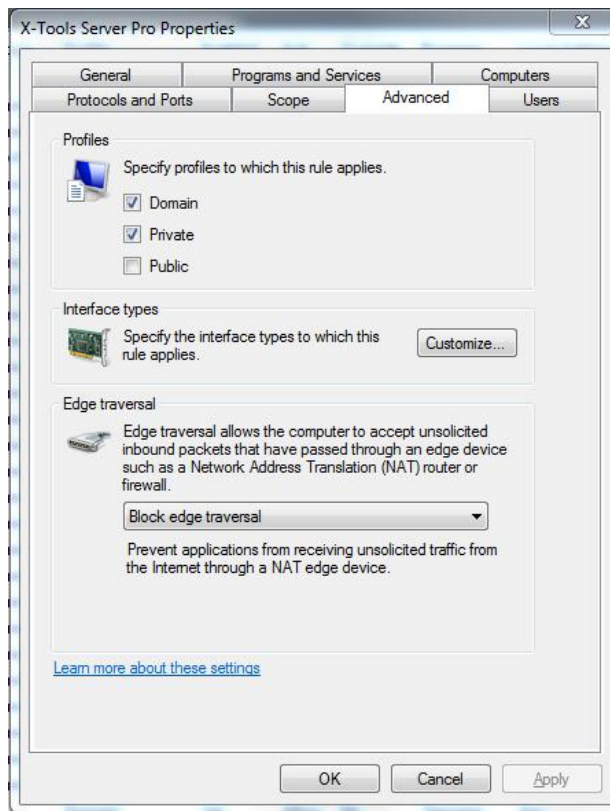 X-Tools Server Pro Properties
General
Programs and Services
Computers
Protocols and Ports
Scope
Advanced
Users
Profiles
Specify profiles to which this rule applies.
Domain
Private
Public
Interface types
Specify the interface types to which this
rule applies.
Customize...
Edge traversal
Edge traversal allows the computer to accept unsolicited
inbound packets that have passed through an edge device
such as a Network Address Translation (NAT) router or
firewall.
Block edge traversal
Prevent applications from receiving unsolicited traffic from
the Internet through a NAT edge device.
Learn more about these settings
OK
Cancel
Apply